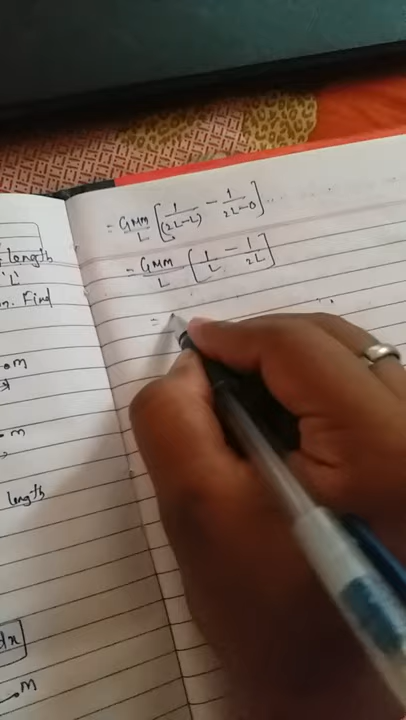 length
'L'
n. Find
m
m
length
dx
m
= GMm/L [1/(2L-L) - 1/2L-0]
= GMm/L [1/L - 1/2L]
=